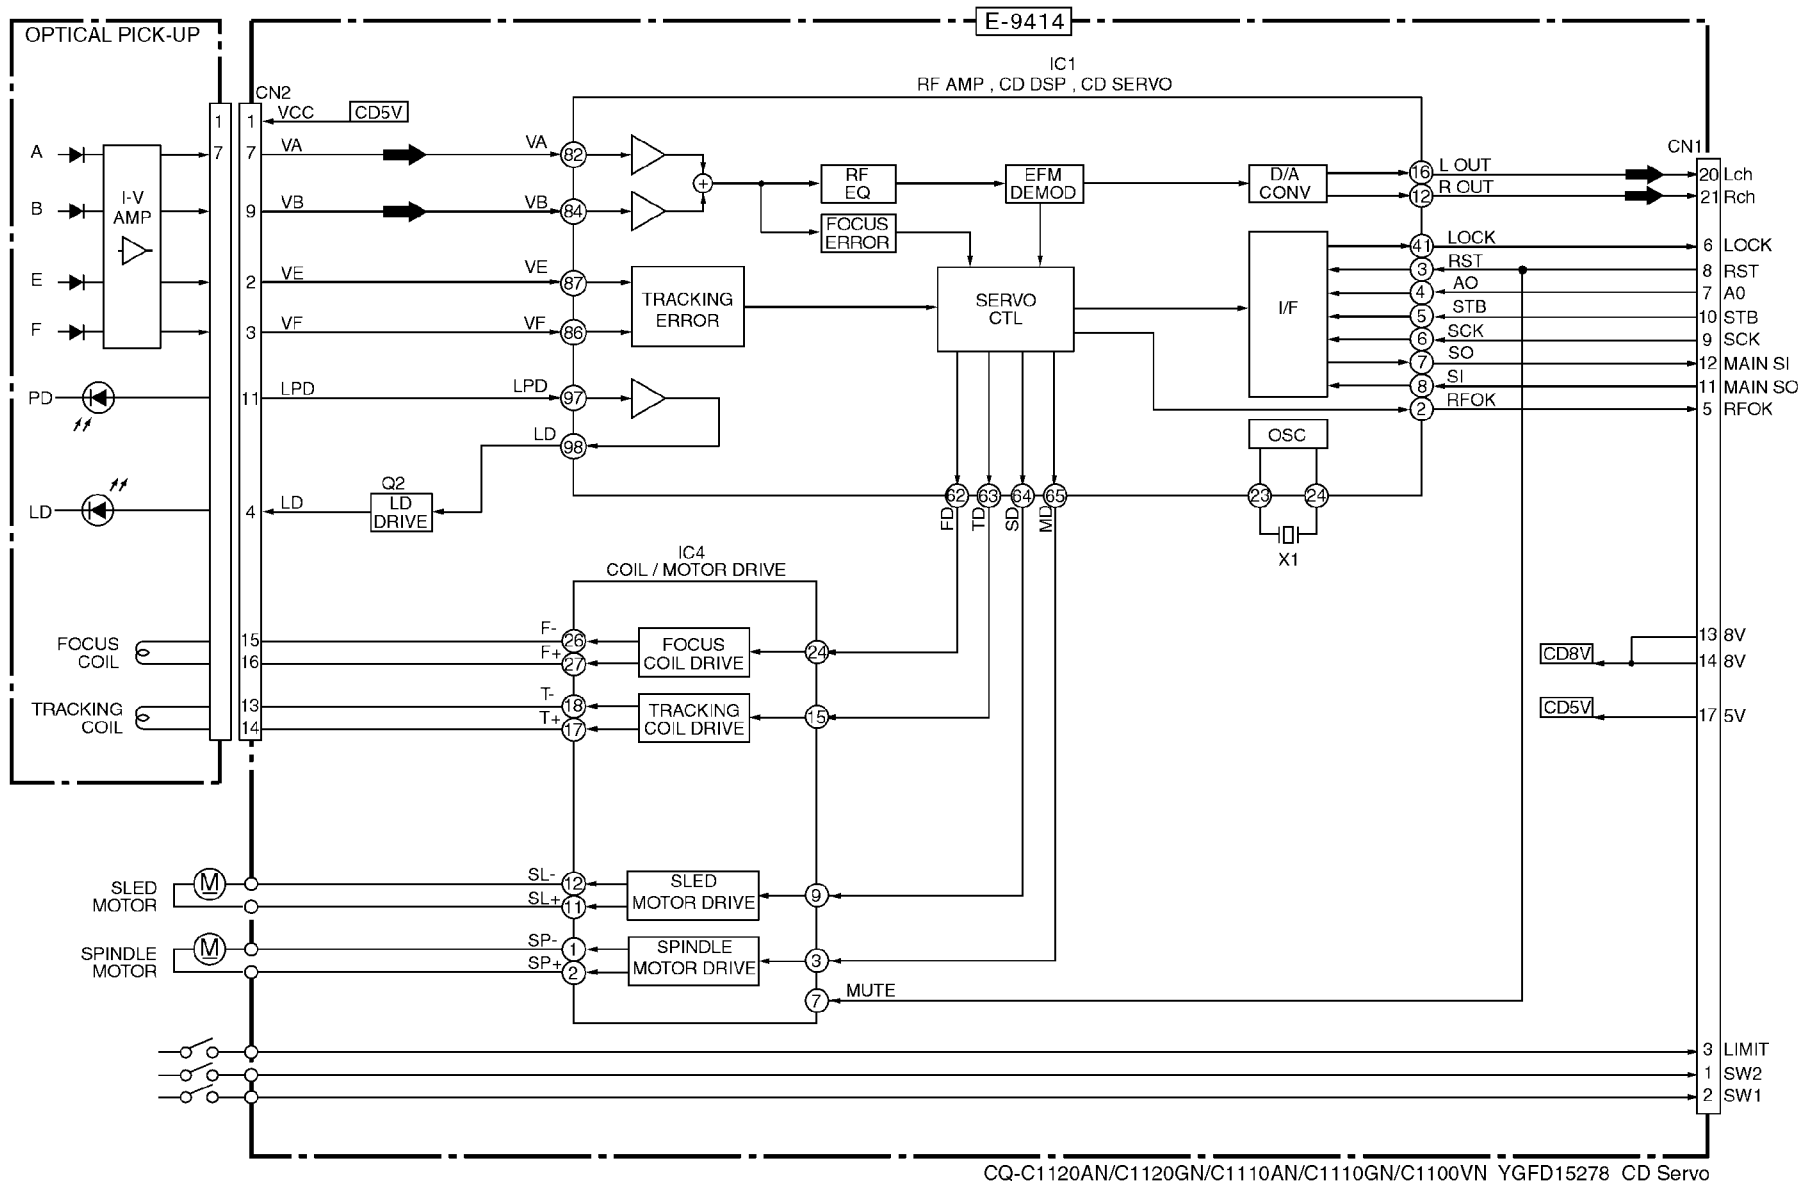 E-9414
OPTICAL PICK-UP
IC1
RF AMP , CD DSP , CD SERVO
CN2
VCC
CD5V
1
1
A
7
7
VA
VA
82
I-V
AMP
B
9
VB
VB
84
E
2
VE
VE
87
F
3
VF
VF
86
PD
11
LPD
LPD
97
LD
98
Q2
LD
DRIVE
LD
4
LD
+
RF
EQ
EFM
DEMOD
D/A
CONV
FOCUS
ERROR
TRACKING
ERROR
SERVO
CTL
I/F
OSC
CN1
16
L OUT
20
Lch
12
R OUT
21
Rch
41
LOCK
6
LOCK
3
RST
8
RST
4
AO
7
A0
5
STB
10
STB
6
SCK
9
SCK
7
SO
12
MAIN SI
8
SI
11
MAIN SO
2
RFOK
5
RFOK
62
63
64
65
23
24
FD
TD
SD
MD
X1
IC4
COIL / MOTOR DRIVE
FOCUS
COIL
15
F-
26
16
F+
27
FOCUS
COIL DRIVE
24
TRACKING
COIL
13
T-
18
14
T+
17
TRACKING
COIL DRIVE
15
13
8V
CD8V
14
8V
CD5V
17
5V
SLED
MOTOR
M
SL-
12
SL+
11
SLED
MOTOR DRIVE
9
SPINDLE
MOTOR
M
SP-
1
SP+
2
SPINDLE
MOTOR DRIVE
3
7
MUTE
3
LIMIT
1
SW2
2
SW1
CQ-C1120AN/C1120GN/C1110AN/C1110GN/C1100VN YGFD15278 CD Servo